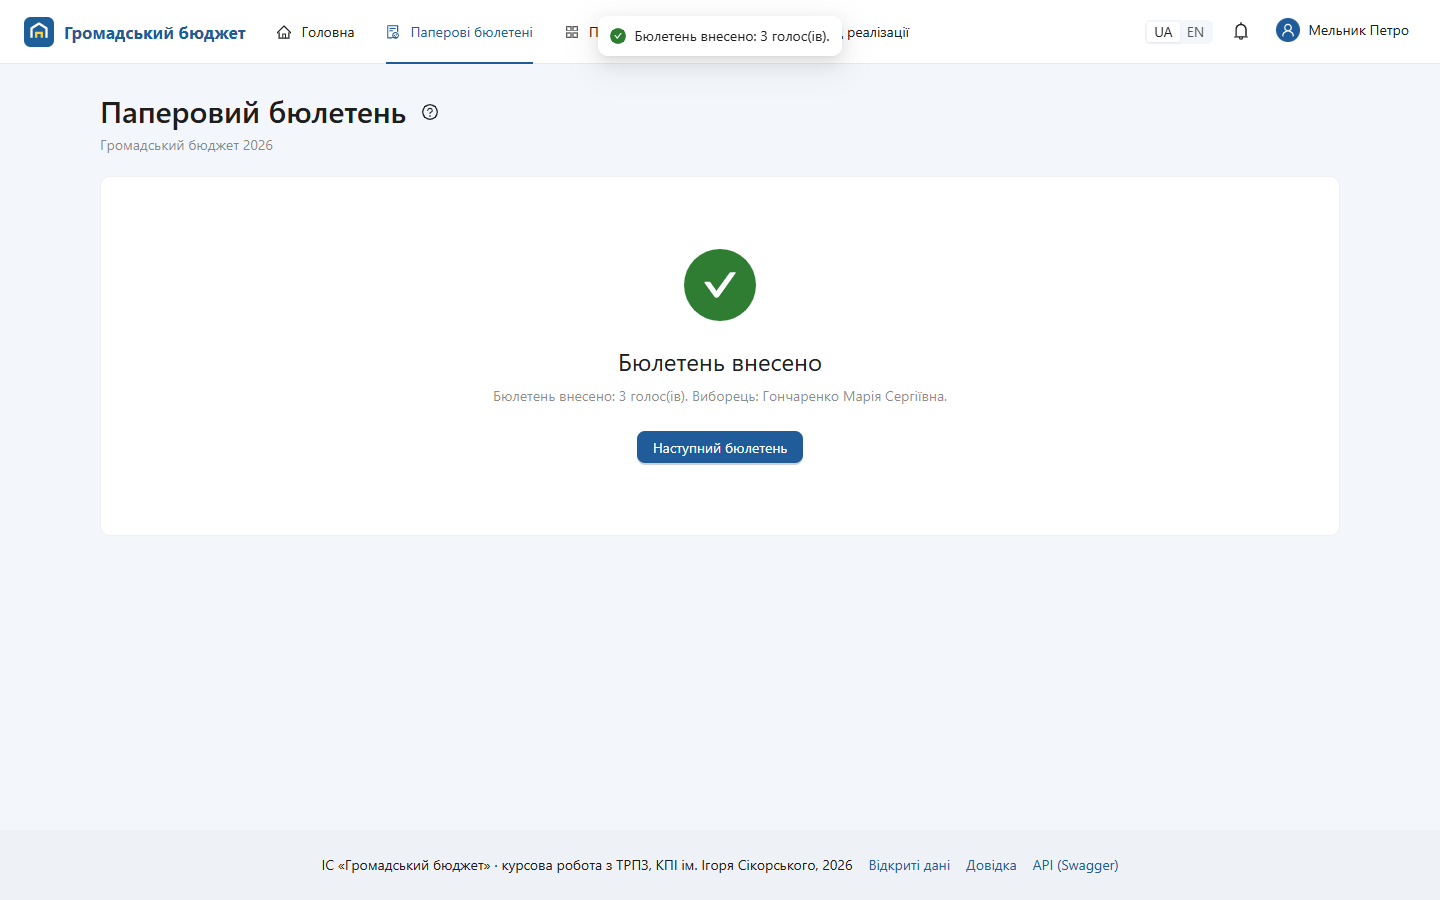 Громадський бюджет
Головна
Паперові бюлетені
Бюлетень внесено: 3 голос(ів).
реалізації
UA EN
Мельник Петро
Паперовий бюлетень
Громадський бюджет 2026
Бюлетень внесено
Бюлетень внесено: 3 голос(ів). Виборець: Гончаренко Марія Сергіївна.
Наступний бюлетень
ІС «Громадський бюджет» · курсова робота з ТРПЗ, КПІ ім. Ігоря Сікорського, 2026 Відкриті дані Довідка API (Swagger)